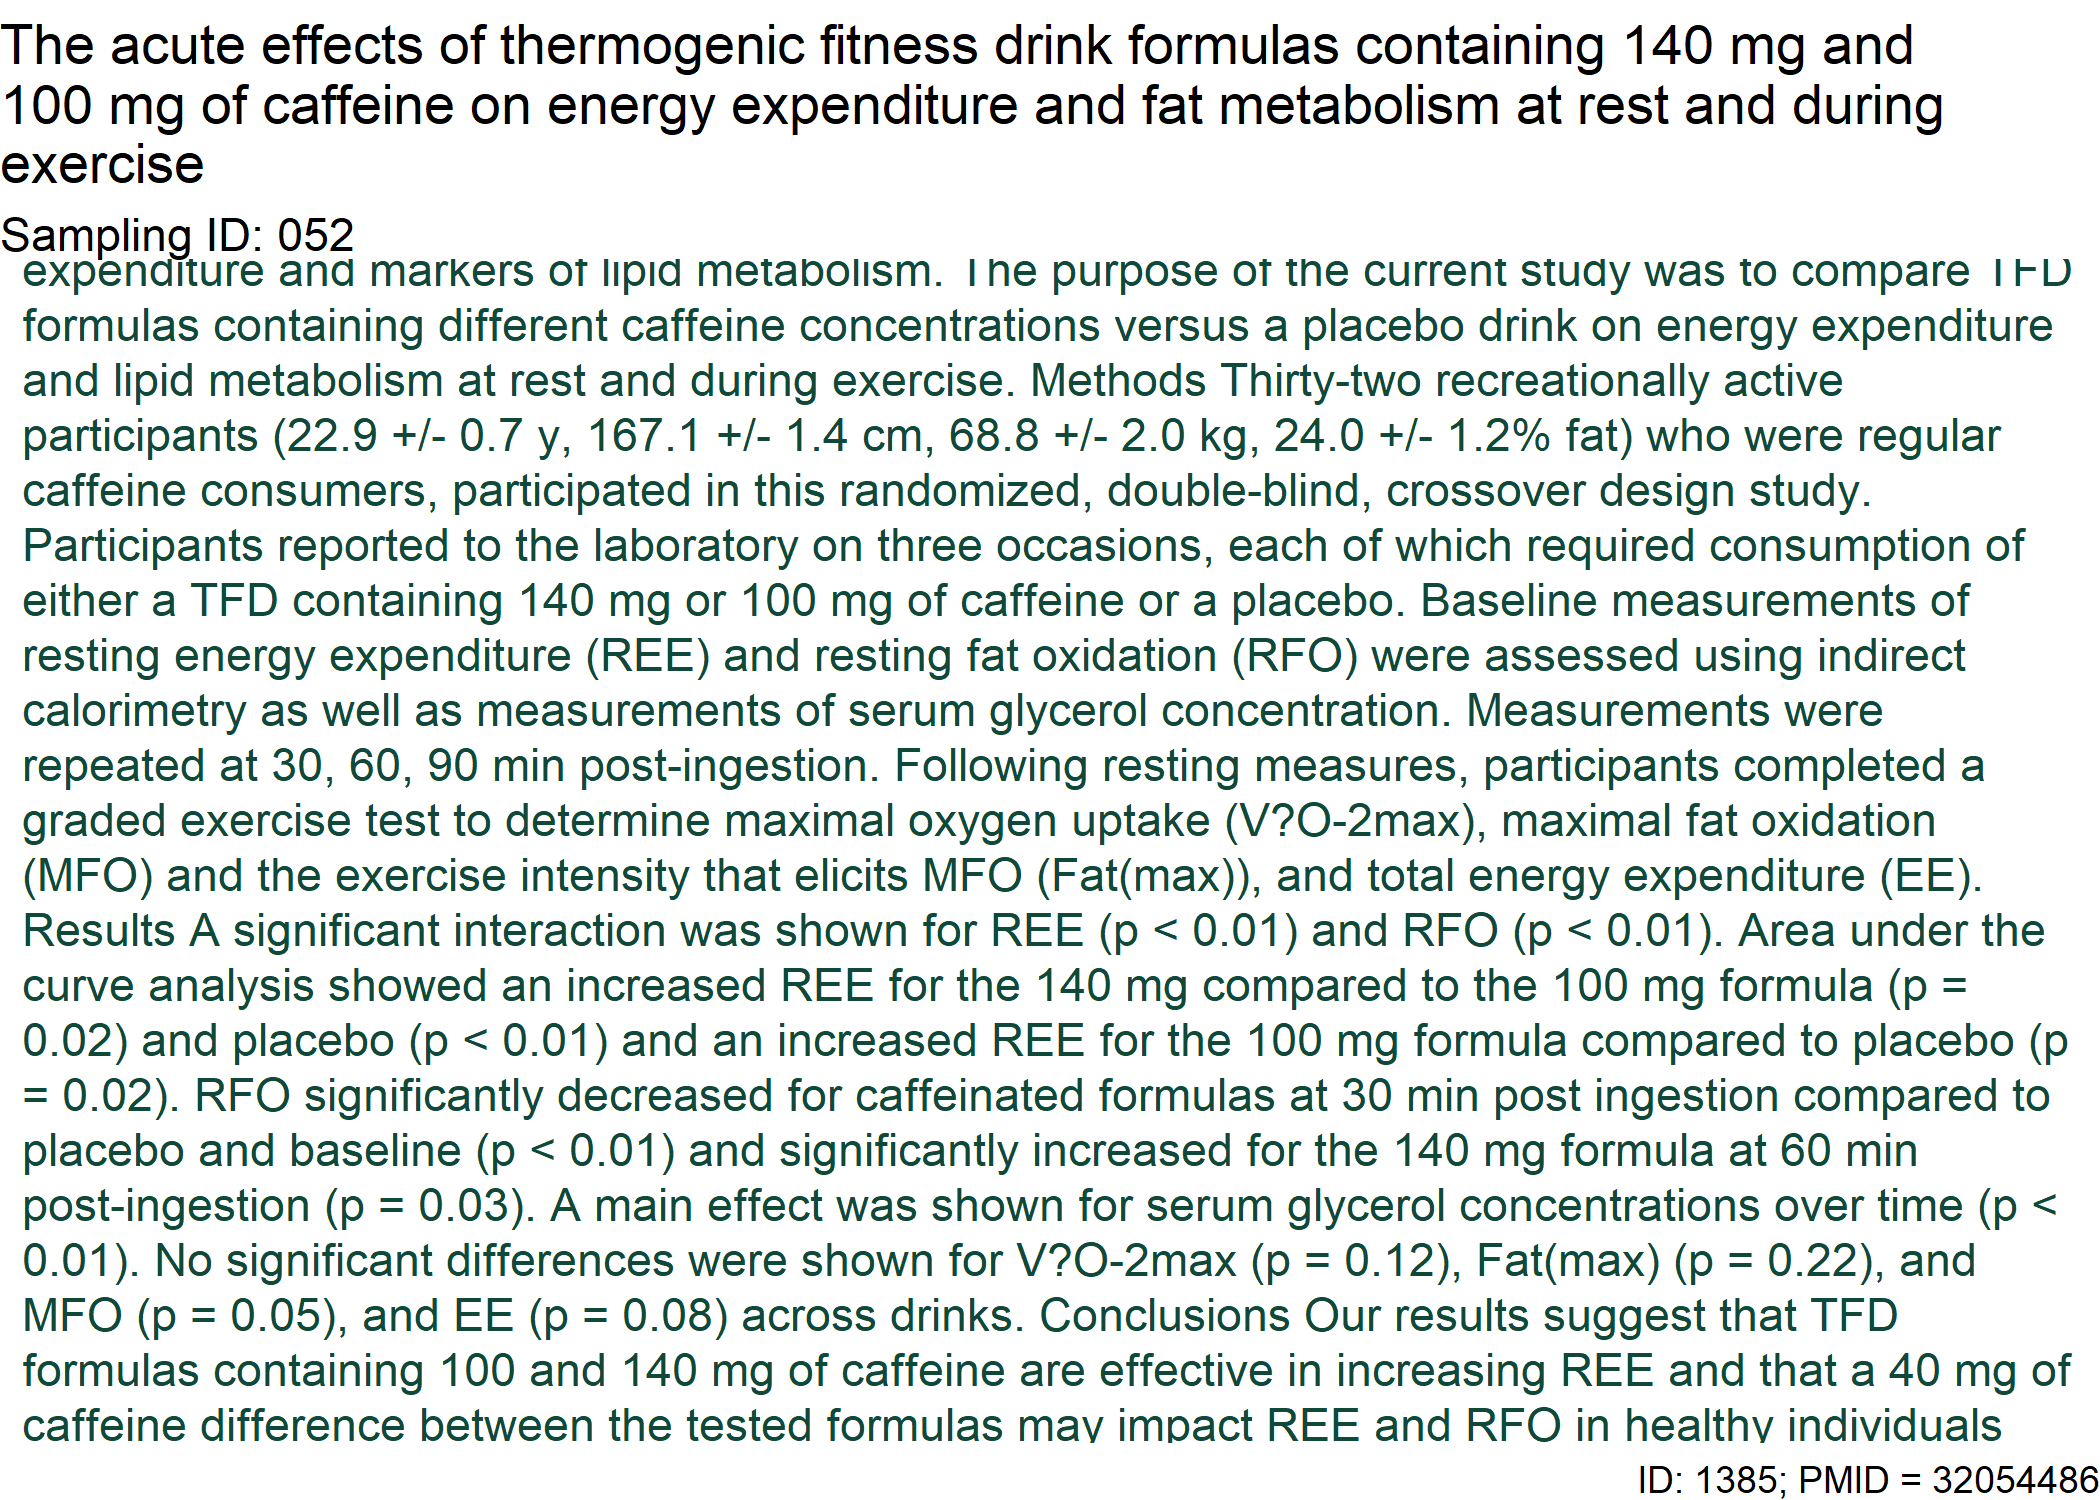 The acute effects of thermogenic fitness drink formulas containing 140 mg and
100 mg of caffeine on energy expenditure and fat metabolism at rest and during
exercise
Sampling ID: 052
expenditure and markers of lipid metabolism. The purpose of the current study was to compare TFD
formulas containing different caffeine concentrations versus a placebo drink on energy expenditure
and lipid metabolism at rest and during exercise. Methods Thirty-two recreationally active
participants (22.9 +/- 0.7 y, 167.1 +/- 1.4 cm, 68.8 +/- 2.0 kg, 24.0 +/- 1.2% fat) who were regular
caffeine consumers, participated in this randomized, double-blind, crossover design study.
Participants reported to the laboratory on three occasions, each of which required consumption of
either a TFD containing 140 mg or 100 mg of caffeine or a placebo. Baseline measurements of
resting energy expenditure (REE) and resting fat oxidation (RFO) were assessed using indirect
calorimetry as well as measurements of serum glycerol concentration. Measurements were
repeated at 30, 60, 90 min post-ingestion. Following resting measures, participants completed a
graded exercise test to determine maximal oxygen uptake (V?O-2max), maximal fat oxidation
(MFO) and the exercise intensity that elicits MFO (Fat(max)), and total energy expenditure (EE).
Results A significant interaction was shown for REE (p < 0.01) and RFO (p < 0.01). Area under the
curve analysis showed an increased REE for the 140 mg compared to the 100 mg formula (p =
0.02) and placebo (p < 0.01) and an increased REE for the 100 mg formula compared to placebo (p
= 0.02). RFO significantly decreased for caffeinated formulas at 30 min post ingestion compared to
placebo and baseline (p < 0.01) and significantly increased for the 140 mg formula at 60 min
post-ingestion (p = 0.03). A main effect was shown for serum glycerol concentrations over time (p <
0.01). No significant differences were shown for V?O-2max (p = 0.12), Fat(max) (p = 0.22), and
MFO (p = 0.05), and EE (p = 0.08) across drinks. Conclusions Our results suggest that TFD
formulas containing 100 and 140 mg of caffeine are effective in increasing REE and that a 40 mg of
caffeine difference between the tested formulas may impact REE and RFO in healthy individuals
ID: 1385; PMID = 32054486